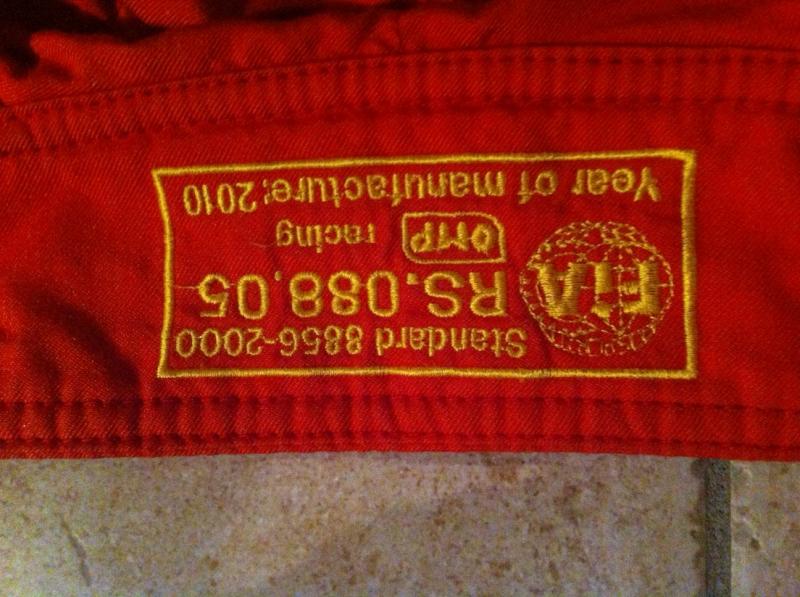 Standard 8856-2000
FiA RS.088.05
OMP racing
Year of manufacture: 2010